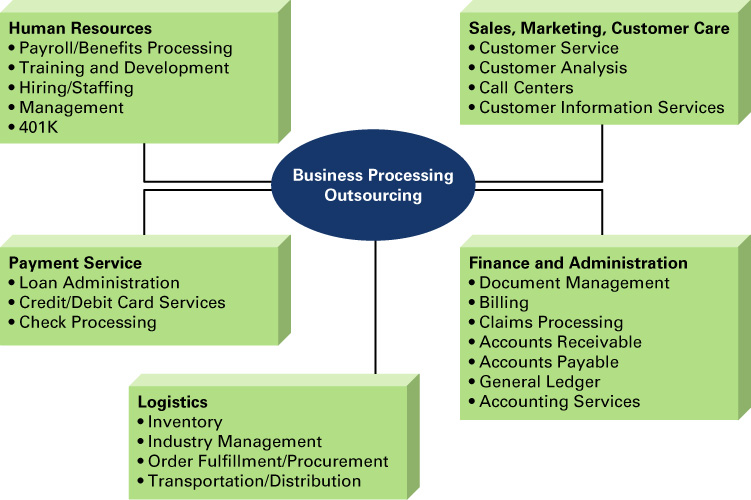 Human Resources
• Payroll/Benefits Processing
• Training and Development
• Hiring/Staffing
• Management
• 401K
Sales, Marketing, Customer Care
• Customer Service
• Customer Analysis
• Call Centers
• Customer Information Services
Business Processing
Outsourcing
Payment Service
• Loan Administration
• Credit/Debit Card Services
• Check Processing
Finance and Administration
• Document Management
• Billing
• Claims Processing
• Accounts Receivable
• Accounts Payable
• General Ledger
• Accounting Services
Logistics
• Inventory
• Industry Management
• Order Fulfillment/Procurement
• Transportation/Distribution